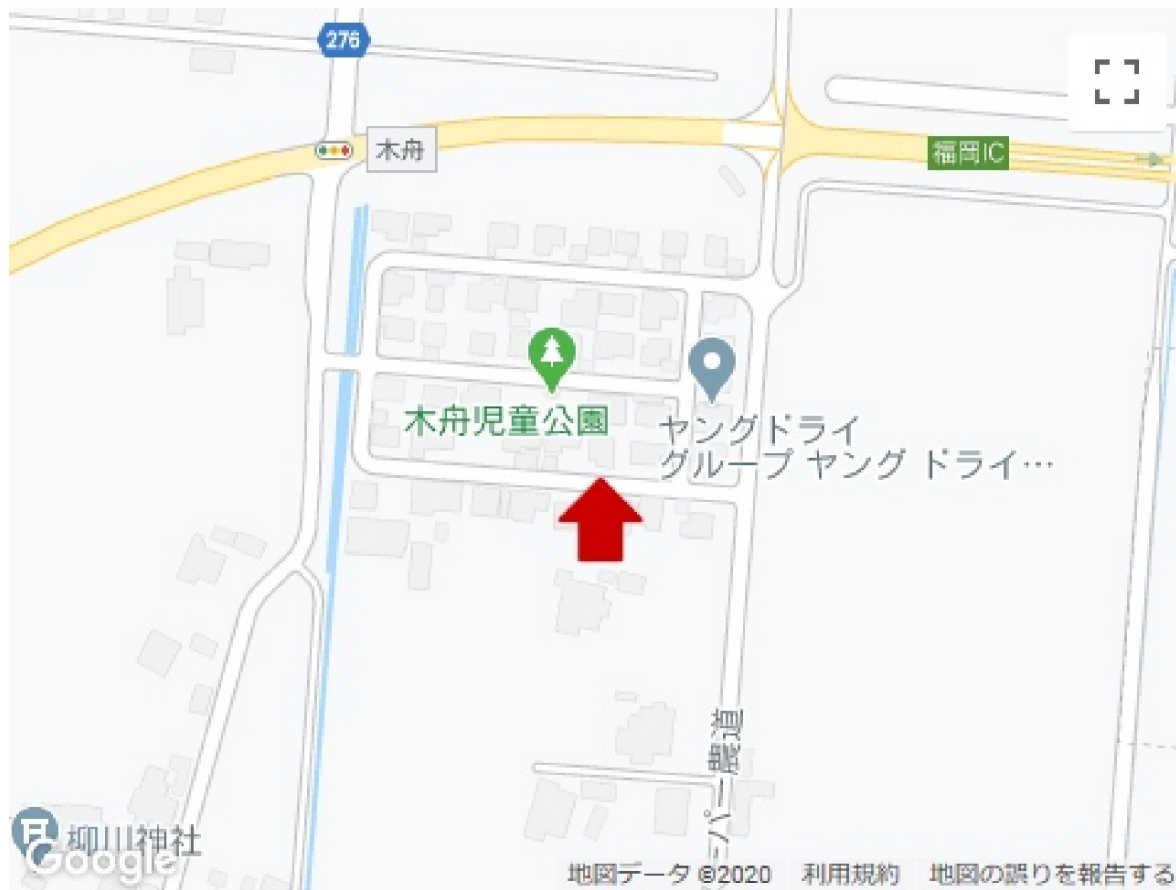 276
木舟
福岡IC
木舟児童公園
ヤングドライ
グループ ヤング ドライ…
パー農道
柳川神社
Google
地図データ ©2020
利用規約
地図の誤りを報告する